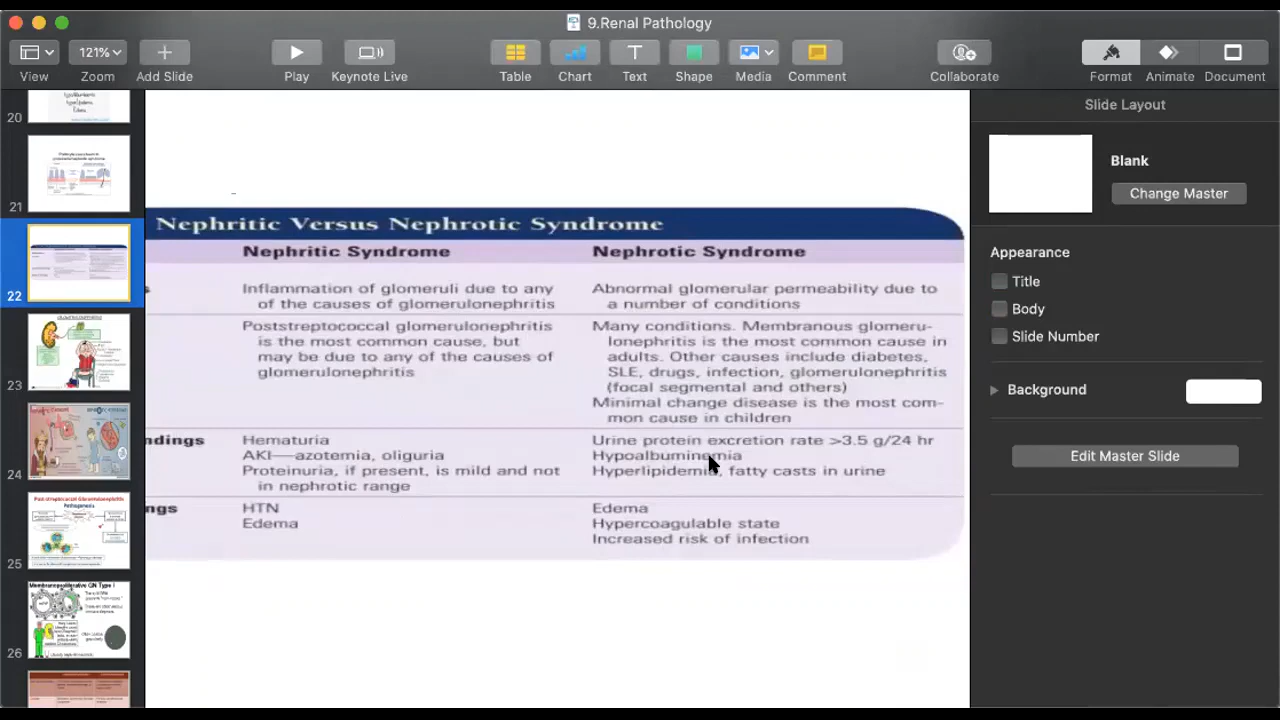 9.Renal Pathology
121%
View
Zoom
Add Slide
Play
Keynote Live
Table
Chart
Text
Shape
Media
Comment
Collaborate
Format
Animate
Document
20
21
22
23
24
25
26
Post streptococcal Glomerulonephritis
Pathogenesis
Membranoproliferative GN Type I
Nephritic Versus Nephrotic Syndrome
Nephritic Syndrome
Nephrotic Syndrome
s
Inflammation of glomeruli due to any
of the causes of glomerulonephritis
Abnormal glomerular permeability due to
a number of conditions
Poststreptococcal glomerulonephritis
is the most common cause, but
may be due to any of the causes of
glomerulonephritis
Many conditions. Membranous glomeru-
lonephritis is the most common cause in
adults. Other causes include diabetes,
SLE, drugs, infection, glomerulonephritis
(focal segmental and others)
Minimal change disease is the most com-
mon cause in children
ndings
Hematuria
AKI—azotemia, oliguria
Proteinuria, if present, is mild and not
in nephrotic range
Urine protein excretion rate >3.5 g/24 hr
Hypoalbuminemia
Hyperlipidemia, fatty casts in urine
ngs
HTN
Edema
Edema
Hypercoagulable state
Increased risk of infection
Slide Layout
Blank
Change Master
Appearance
Title
Body
Slide Number
Background
Edit Master Slide